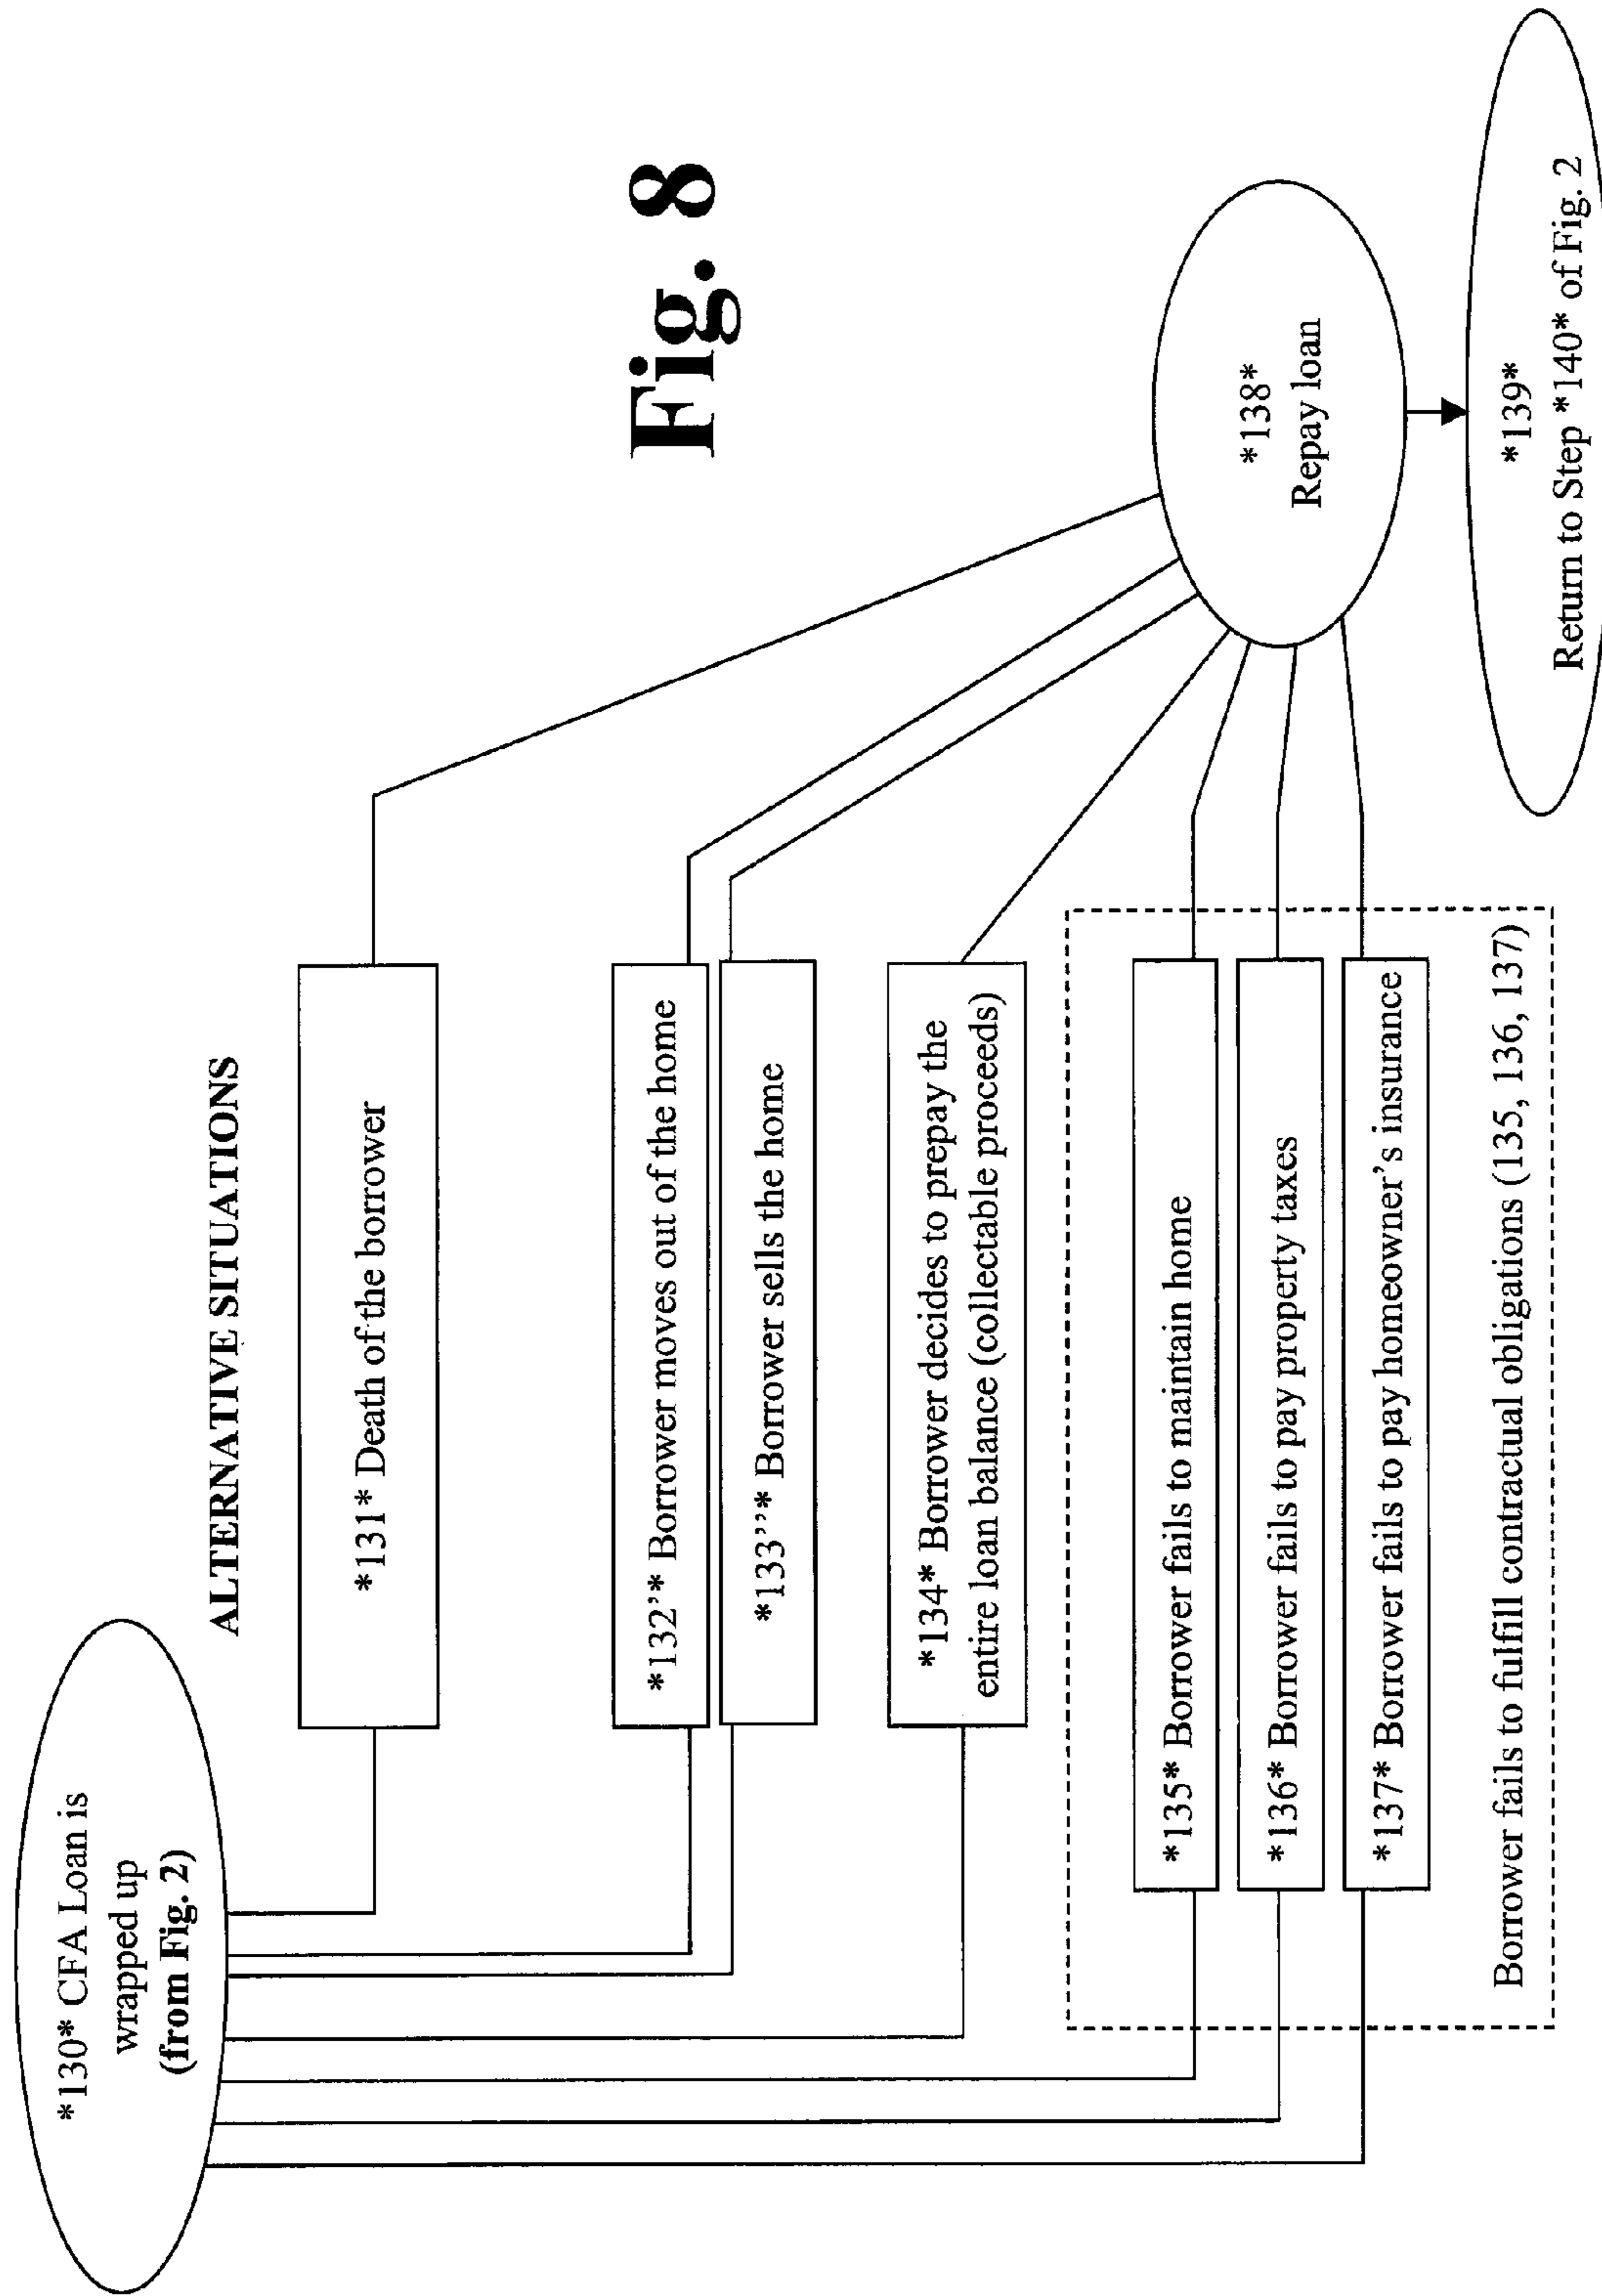 *130* CFA Loan is
wrapped up
(from Fig. 2)
ALTERNATIVE SITUATIONS
*131* Death of the borrower
*132'* Borrower moves out of the home
*133''* Borrower sells the home
*134* Borrower decides to prepay the
entire loan balance (collectable proceeds)
*135* Borrower fails to maintain home
*136* Borrower fails to pay property taxes
*137* Borrower fails to pay homeowner's insurance
Borrower fails to fulfill contractual obligations (135, 136, 137)
Fig. 8
*138*
Repay loan
*139*
Return to Step *140* of Fig. 2